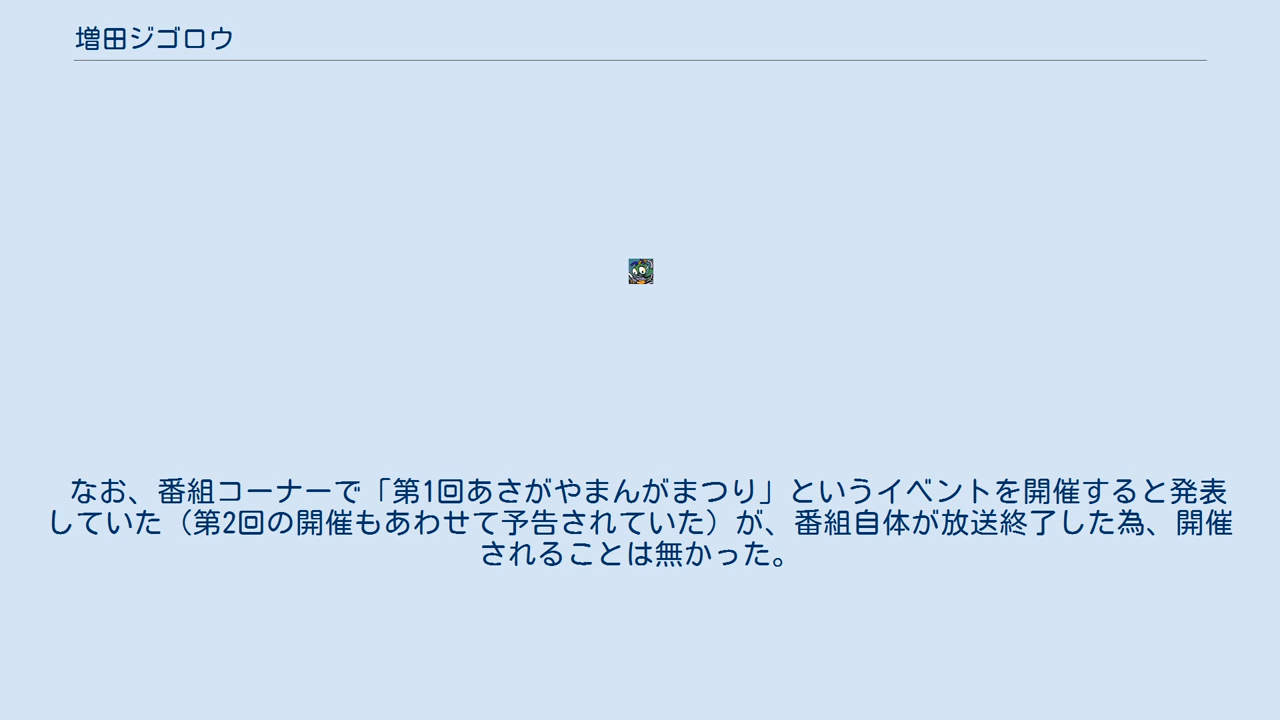 増田ジゴロウ
なお、番組コーナーで「第1回あさがやまんがまつり」というイベントを開催すると発表
していた（第2回の開催もあわせて予告されていた）が、番組自体が放送終了した為、開催
されることは無かった。